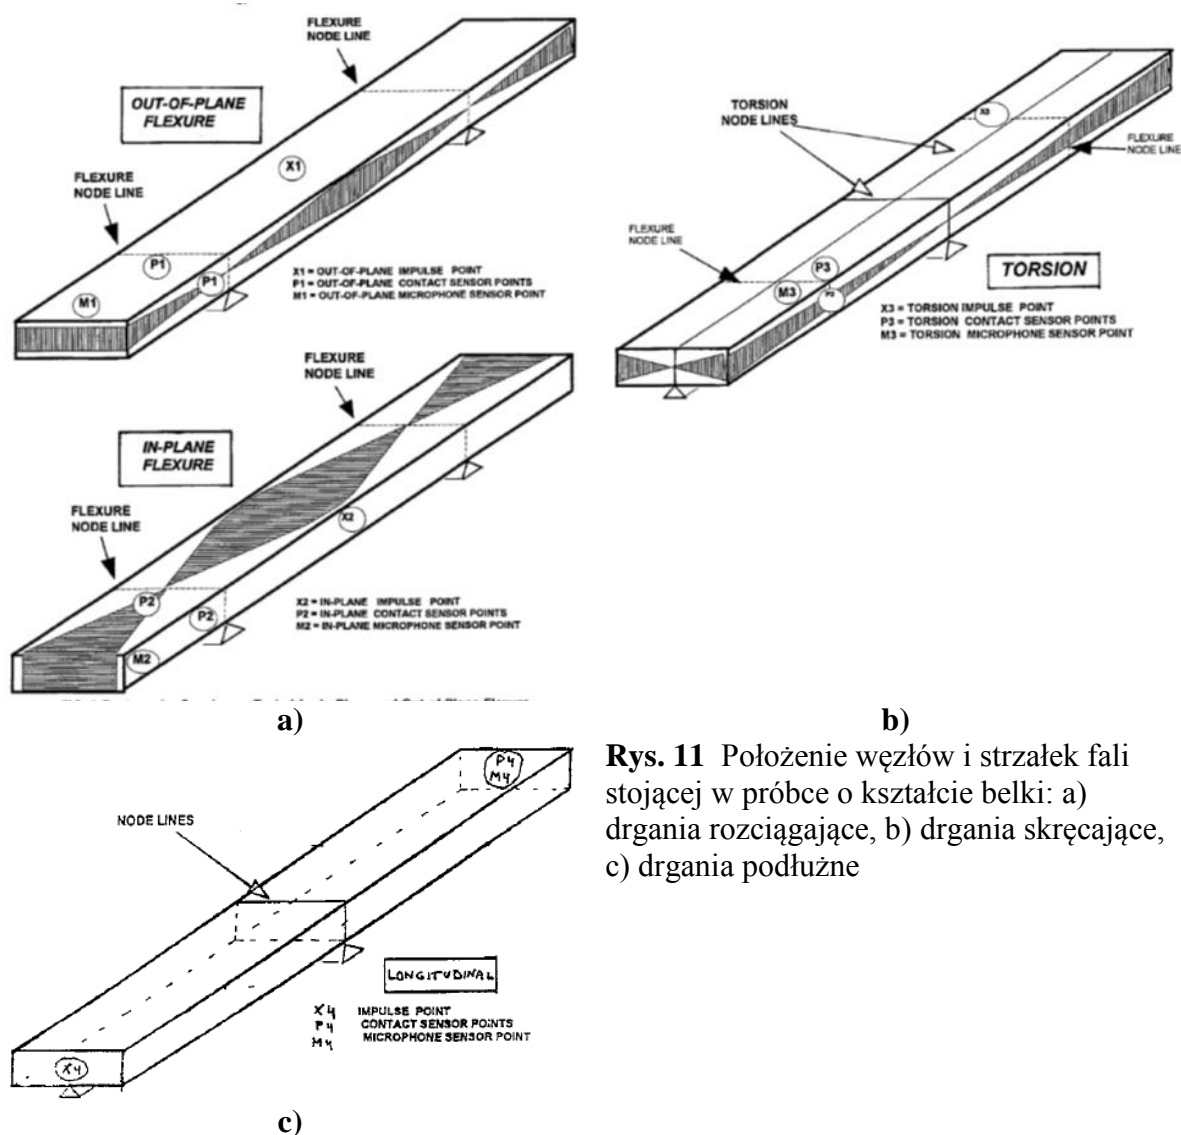 FLEXURE
NODE LINE
OUT-OF-PLANE
FLEXURE
X1
FLEXURE
NODE LINE
P1
P1
M1
X1 = OUT-OF-PLANE IMPULSE POINT
P1 = OUT-OF-PLANE CONTACT SENSOR POINTS
M1 = OUT-OF-PLANE MICROPHONE SENSOR POINT
FLEXURE
NODE LINE
IN-PLANE
FLEXURE
FLEXURE
NODE LINE
X2
P2
P2
M2
X2 = IN-PLANE IMPULSE POINT
P2 = IN-PLANE CONTACT SENSOR POINTS
M2 = IN-PLANE MICROPHONE SENSOR POINT
a)
TORSION
NODE LINES
X3
FLEXURE
NODE LINE
FLEXURE
NODE LINE
P3
M3
TORSION
X3 = TORSION IMPULSE POINT
P3 = TORSION CONTACT SENSOR POINTS
M3 = TORSION MICROPHONE SENSOR POINT
b)
Rys. 11 Położenie węzłów i strzałek fali
stojącej w próbce o kształcie belki: a)
drgania rozciągające, b) drgania skręcające,
c) drgania podłużne
P4
M4
NODE LINES
LONGITUDINAL
X4 IMPULSE POINT
P4 CONTACT SENSOR POINTS
M4 MICROPHONE SENSOR POINT
X4
c)